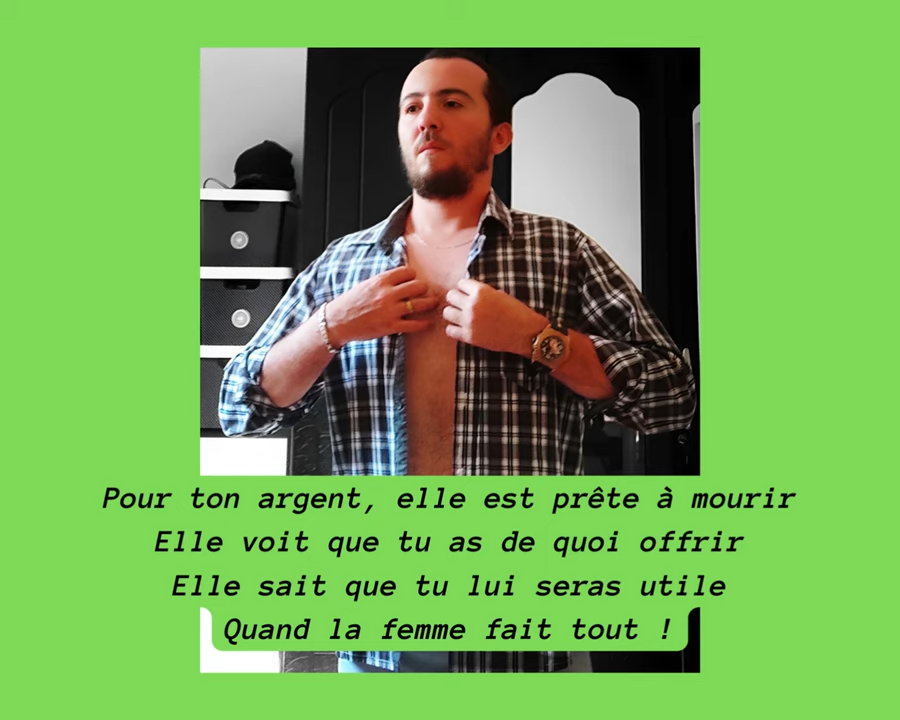 Pour ton argent, elle est prête à mourir
Elle voit que tu as de quoi offrir
Elle sait que tu lui seras utile
Quand la femme fait tout !